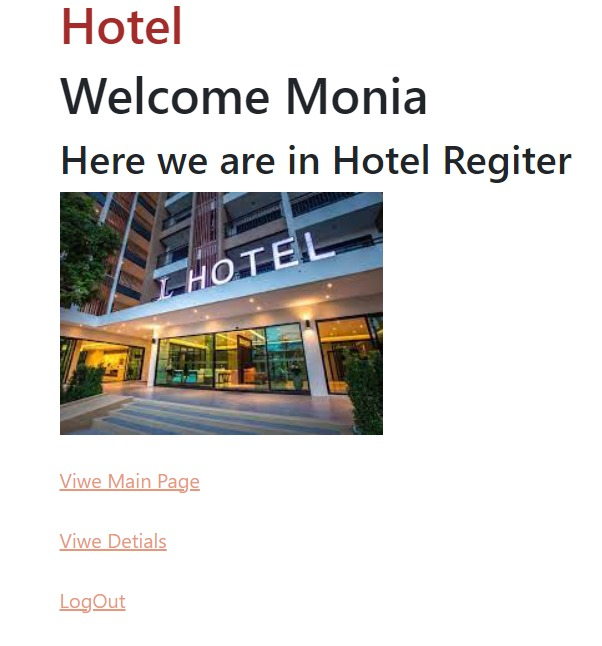 Hotel
Welcome Monia
Here we are in Hotel Regiter
L HOTEL
Viwe Main Page
Viwe Detials
LogOut